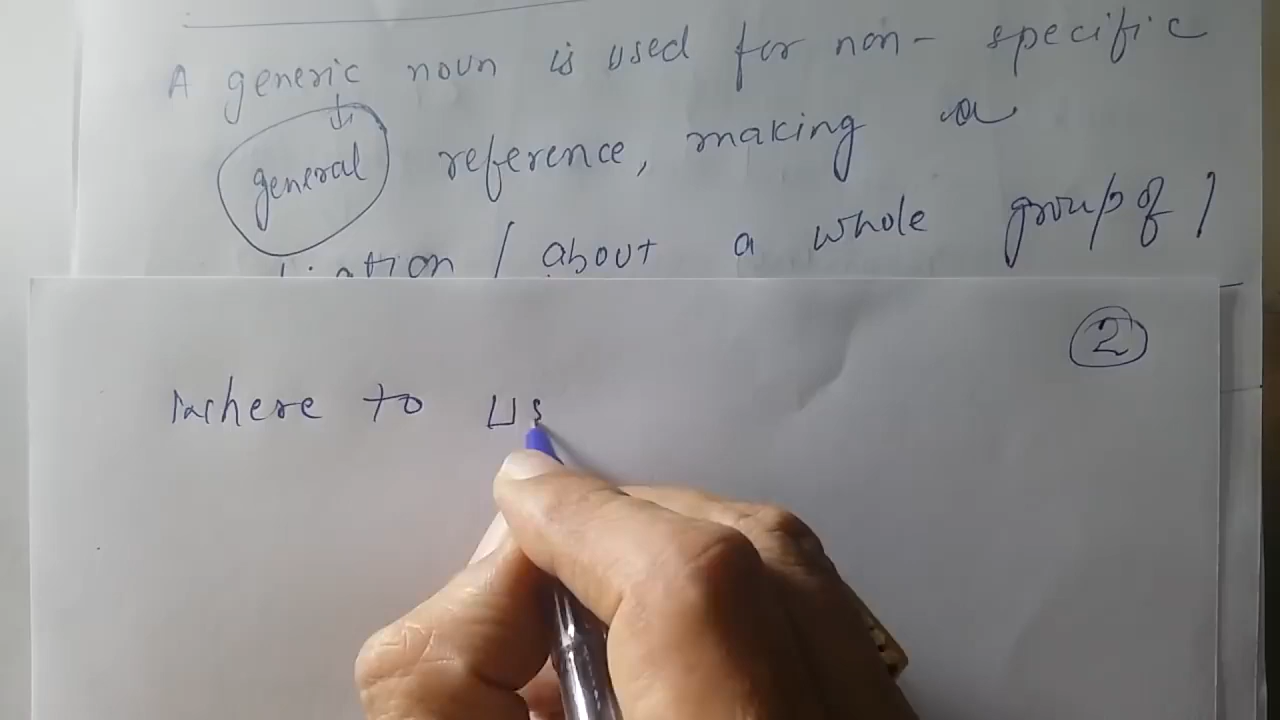 A generic noun is used for non-specific
general reference, making a
about a whole group of /
2
where to us